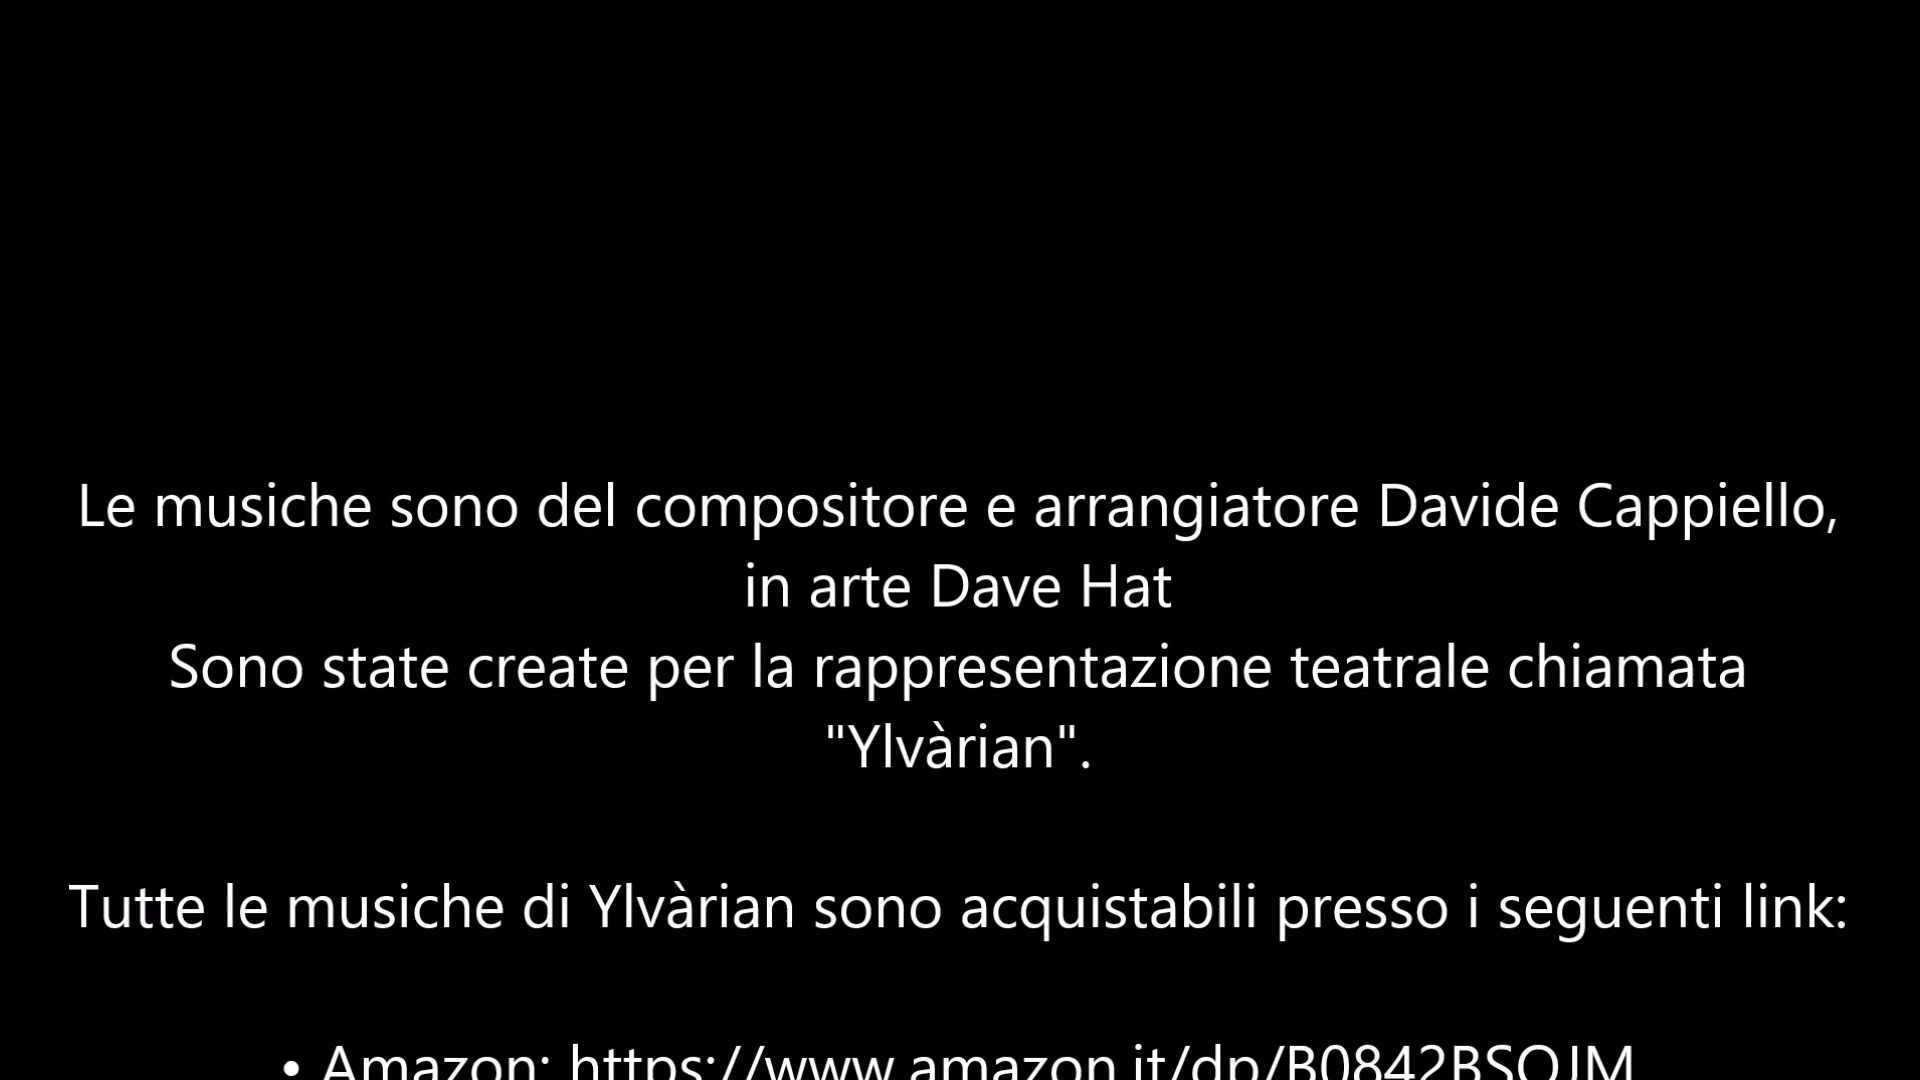 Le musiche sono del compositore e arrangiatore Davide Cappiello,
in arte Dave Hat
Sono state create per la rappresentazione teatrale chiamata
"Ylvàrian".
Tutte le musiche di Ylvàrian sono acquistabili presso i seguenti link:
• Amazon: